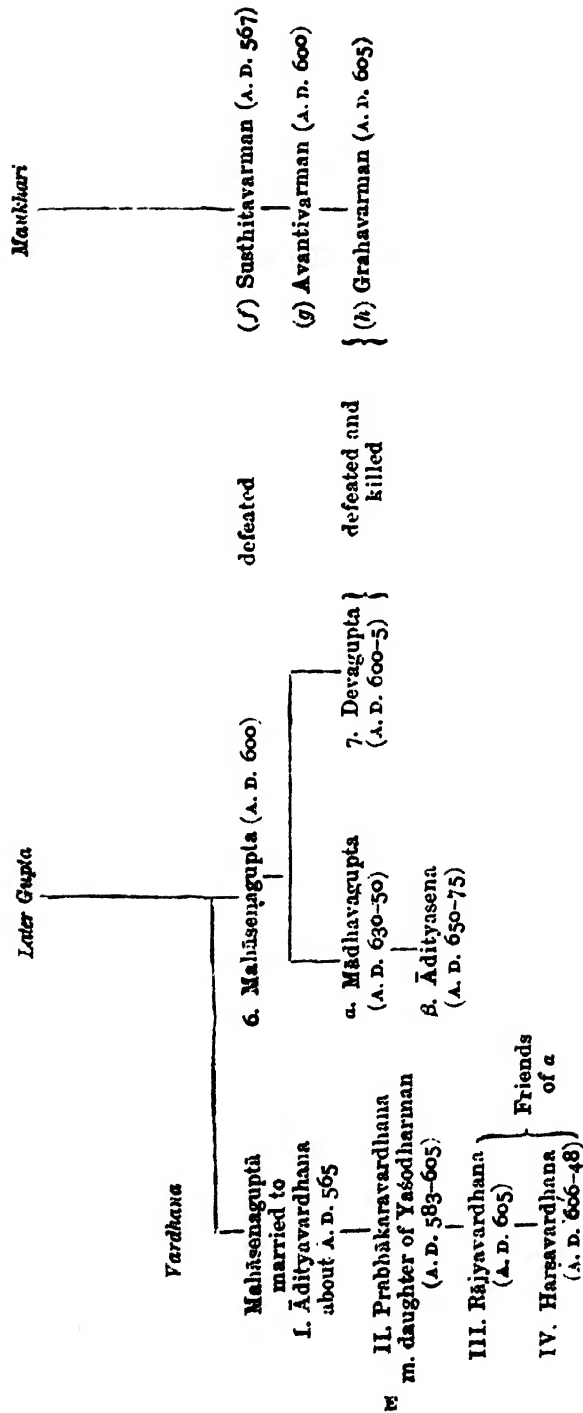 Vardhana
Later Gupta
Maukhari
Mahāsenaguptā
married to
I. Ādityavardhana
about A.D. 565
II. Prabhākaravardhana
m. daughter of Yaśodharman
(A.D. 583-605)
III. Rājyavardhana
(A.D. 605)
IV. Harṣavardhana
(A.D. 606-48)
Friends
of α
6. Mahāsenagupta (A.D. 600)
α. Mādhavagupta
(A.D. 630-50)
β. Ādityasena
(A.D. 650-75)
7. Devagupta
(A.D. 600-5)
defeated
defeated and
killed
(f) Susthitavarman (A.D. 567)
(g) Avantivarman (A.D. 600)
(h) Grahavarman (A.D. 605)